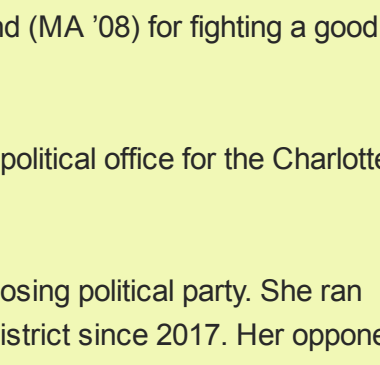 nd (MA ’08) for fighting a good
political office for the Charlotte
osing political party. She ran
istrict since 2017. Her oppone